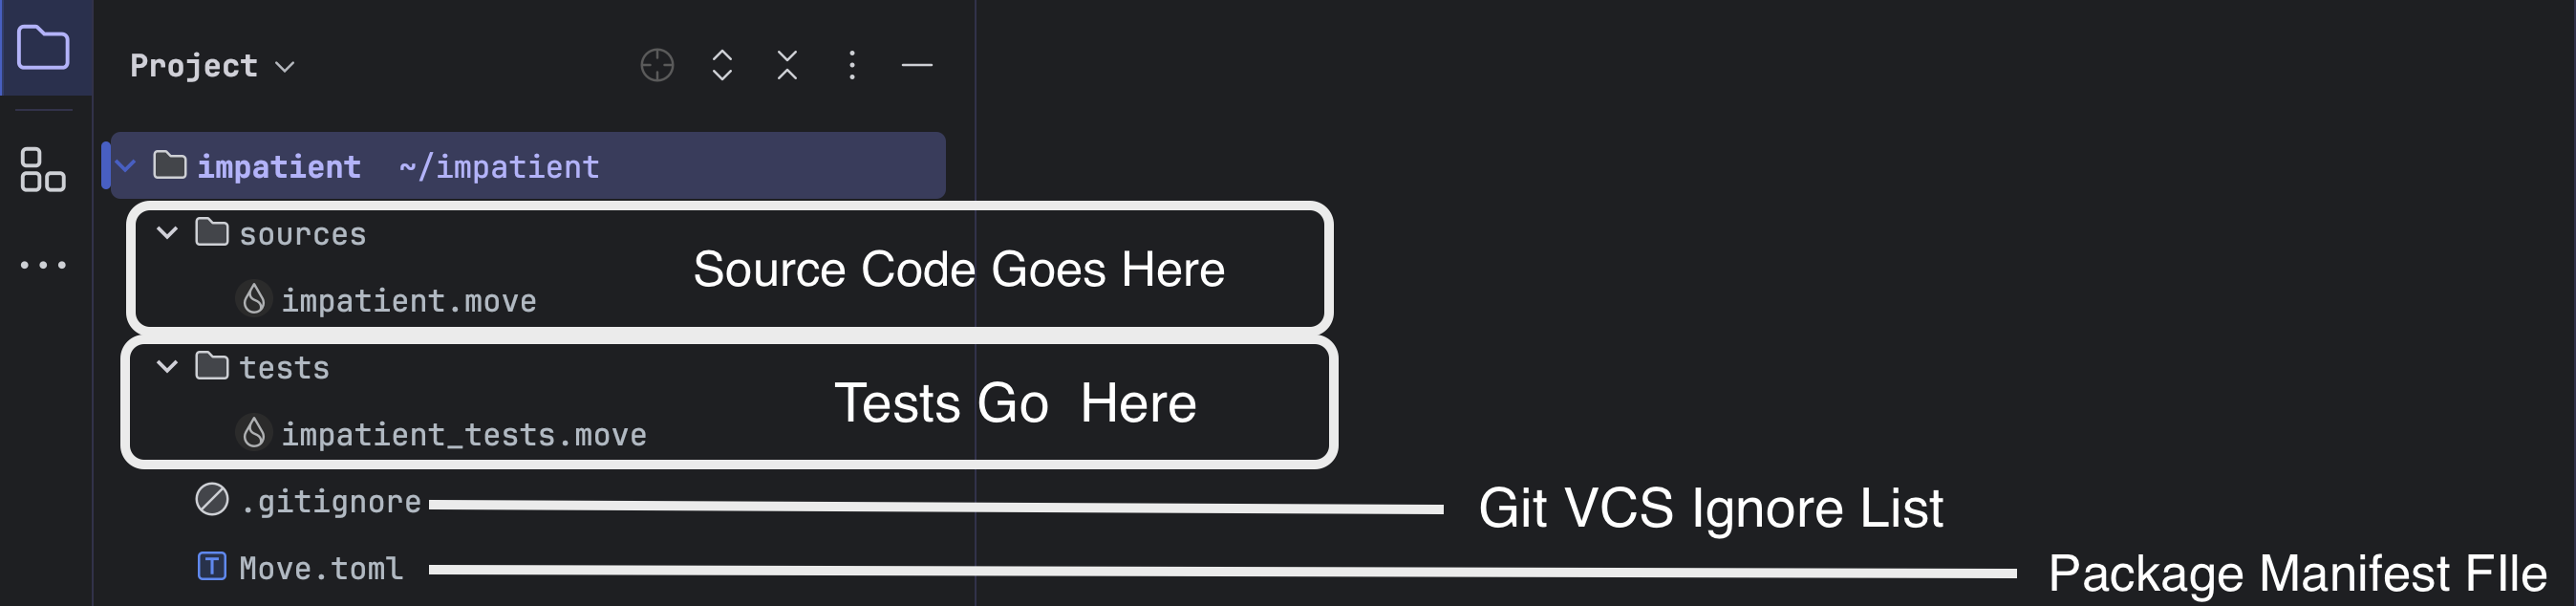 Project
impatient ~/impatient
sources
Source Code Goes Here
impatient.move
tests
Tests Go Here
impatient_tests.move
.gitignore Git VCS Ignore List
T Move.toml Package Manifest FIle